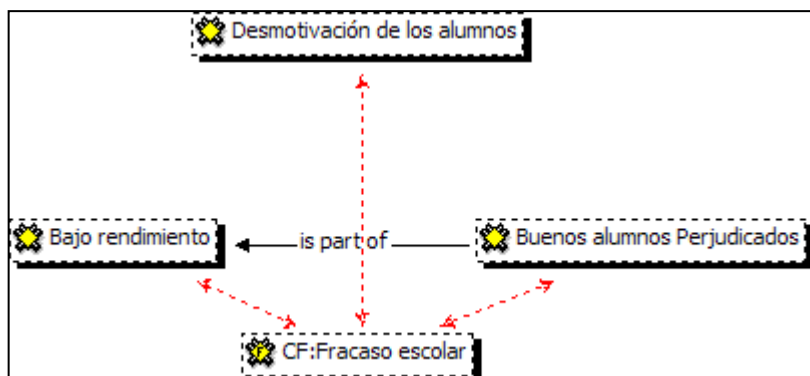 Desmotivación de los alumnos
Bajo rendimiento
is part of
Buenos alumnos Perjudicados
CF:Fracaso escolar